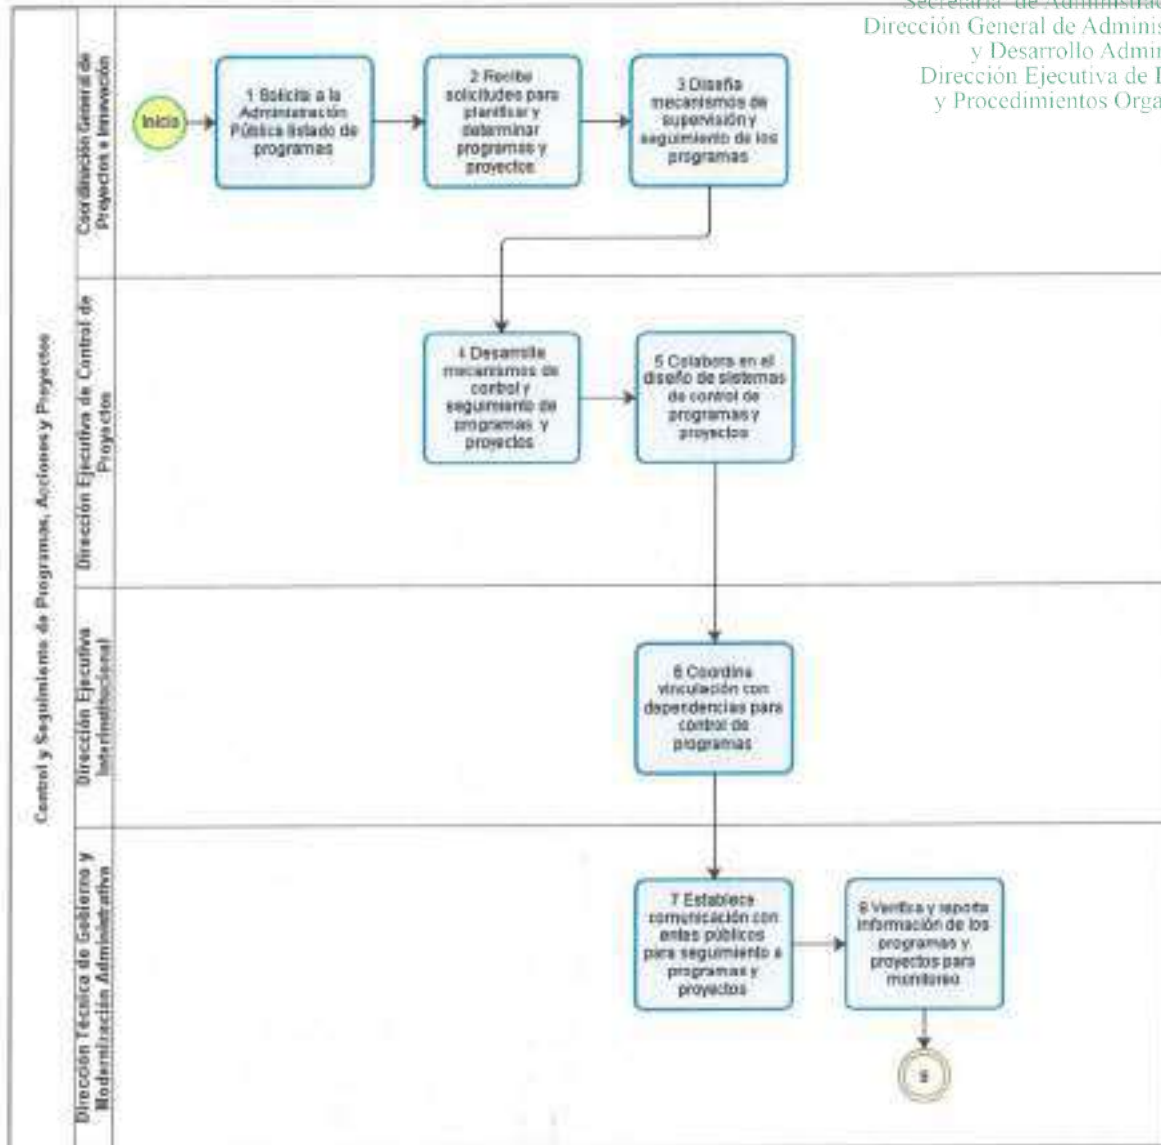 Secretaría de Administrac
Dirección General de Adminis
y Desarrollo Admin
Dirección Ejecutiva de
y Procedimientos Orga
Control y Seguimiento de Programas, Acciones y Proyectos
Coordinación General de
Proyectos e Innovación
Inicio
1 Solicita a la
Administración
Pública listado de
programas
2 Recibe
solicitudes para
planificar y
determinar
programas y
proyectos
3 Diseña
mecanismos de
supervisión y
seguimiento de los
programas
Dirección Ejecutiva de Control de
Proyectos
4 Desarrolla
mecanismos de
control y
seguimiento de
programas y
proyectos
5 Colabora en el
diseño de sistemas
de control de
programas y
proyectos
Dirección Ejecutiva
Interinstitucional
6 Coordina
vinculación con
dependencias para
control de
programas
Dirección Técnica de Gobierno y
Modernización Administrativa
7 Establece
comunicación con
entes públicos
para seguimiento a
programas y
proyectos
8 Verifica y reporta
información de los
programas y
proyectos para
monitoreo